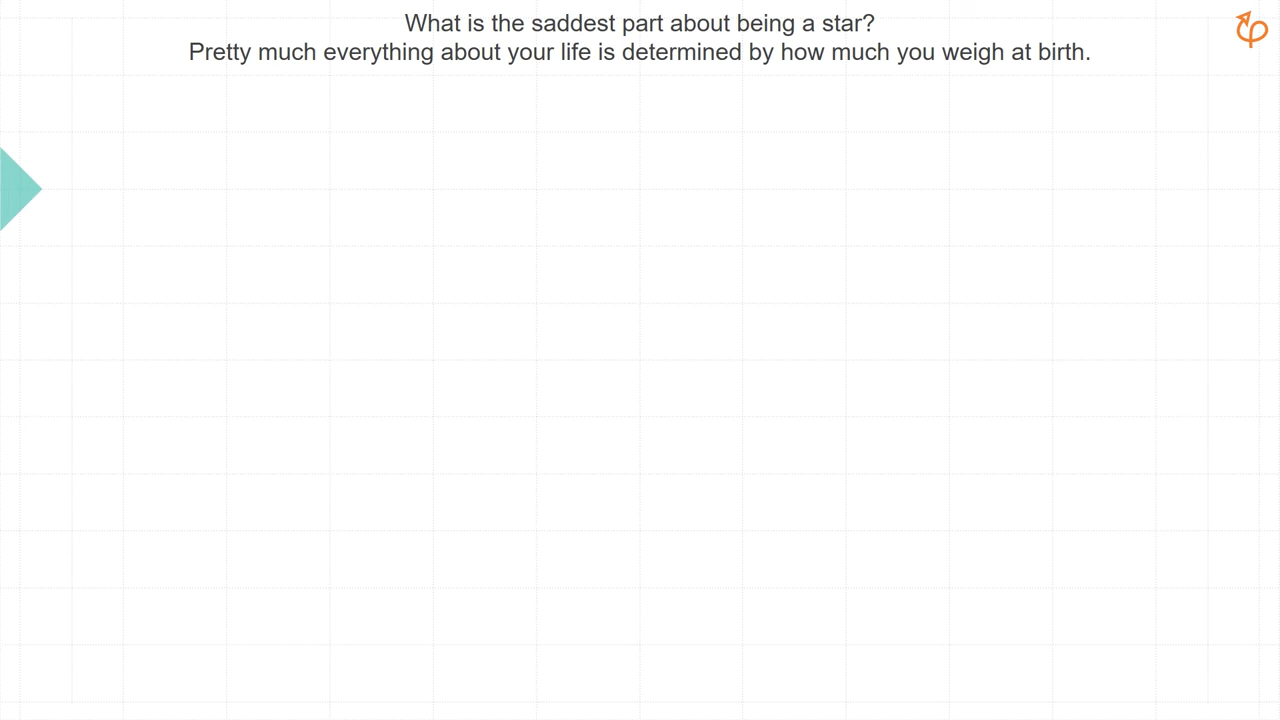 What is the saddest part about being a star?
Pretty much everything about your life is determined by how much you weigh at birth.